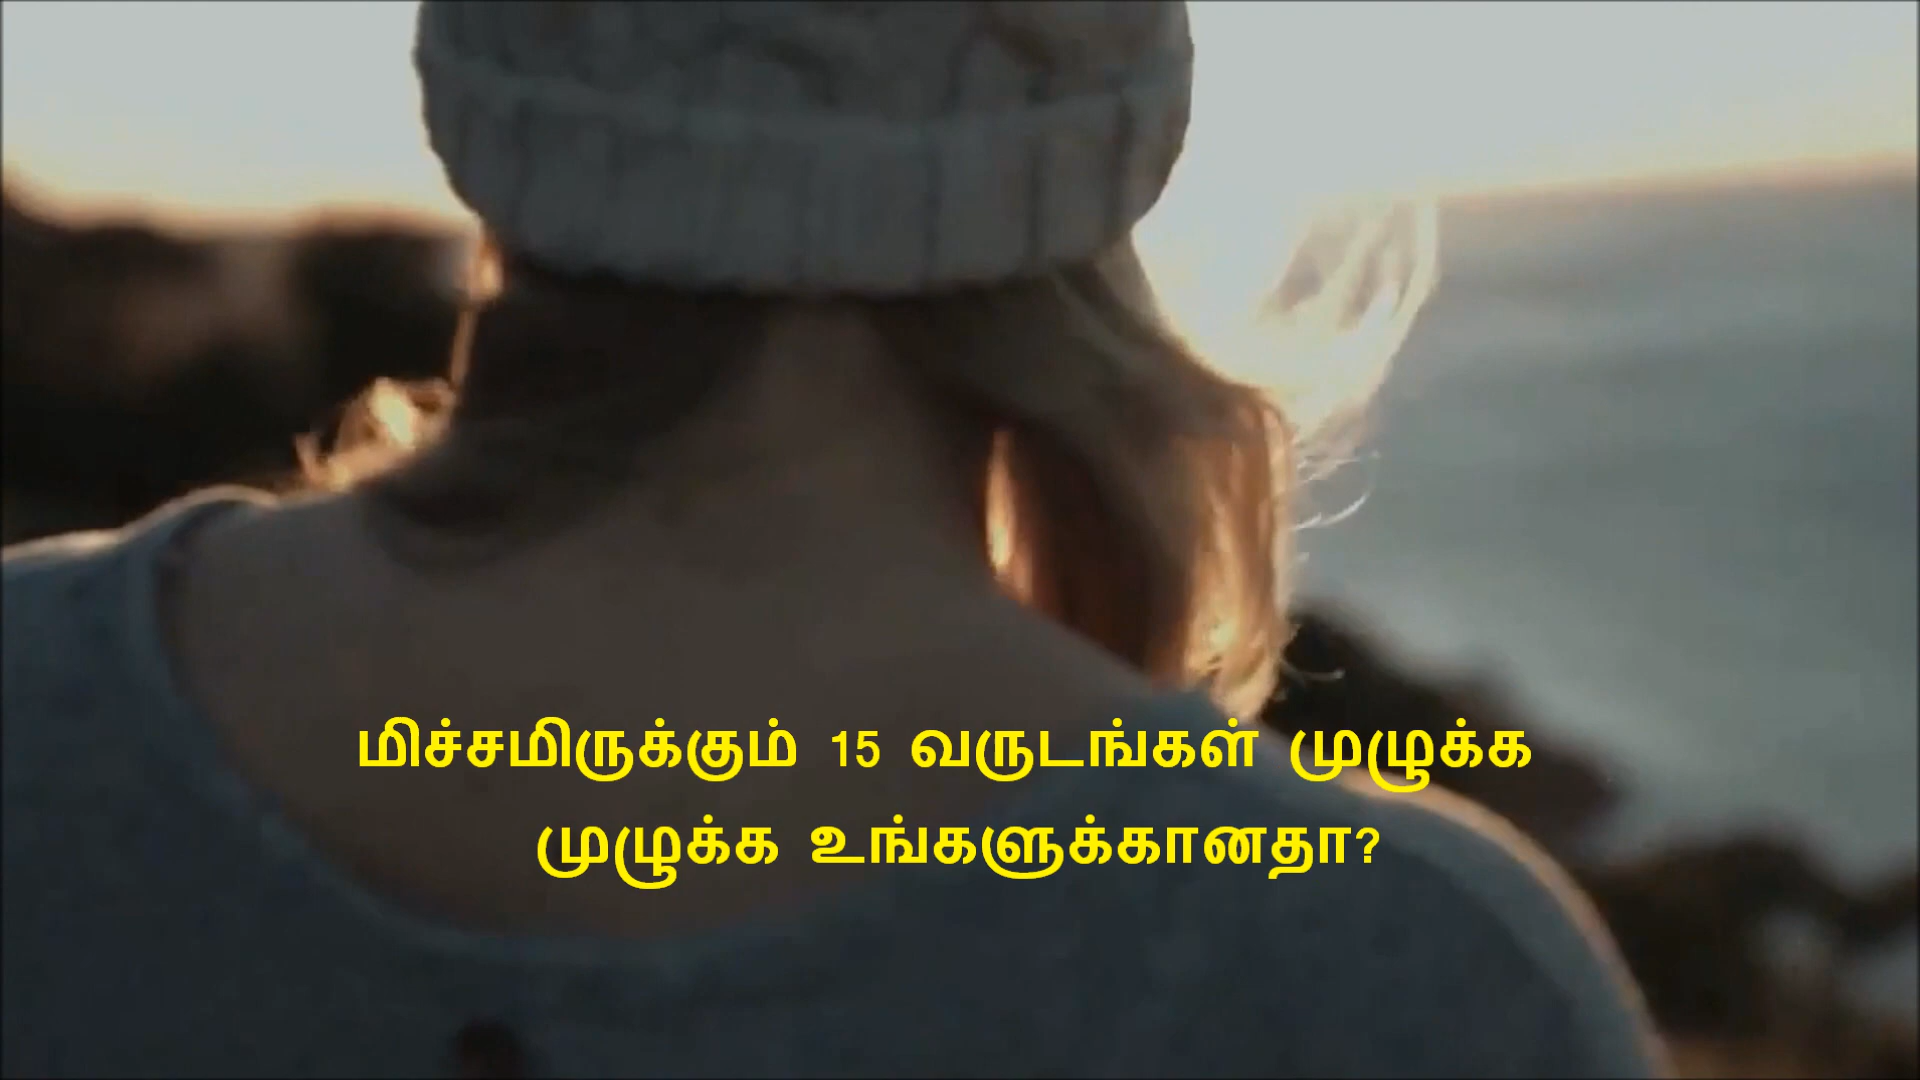 மிச்சமிருக்கும் 15 வருடங்கள் முழுக்க
முழுக்க உங்களுக்கானதா?